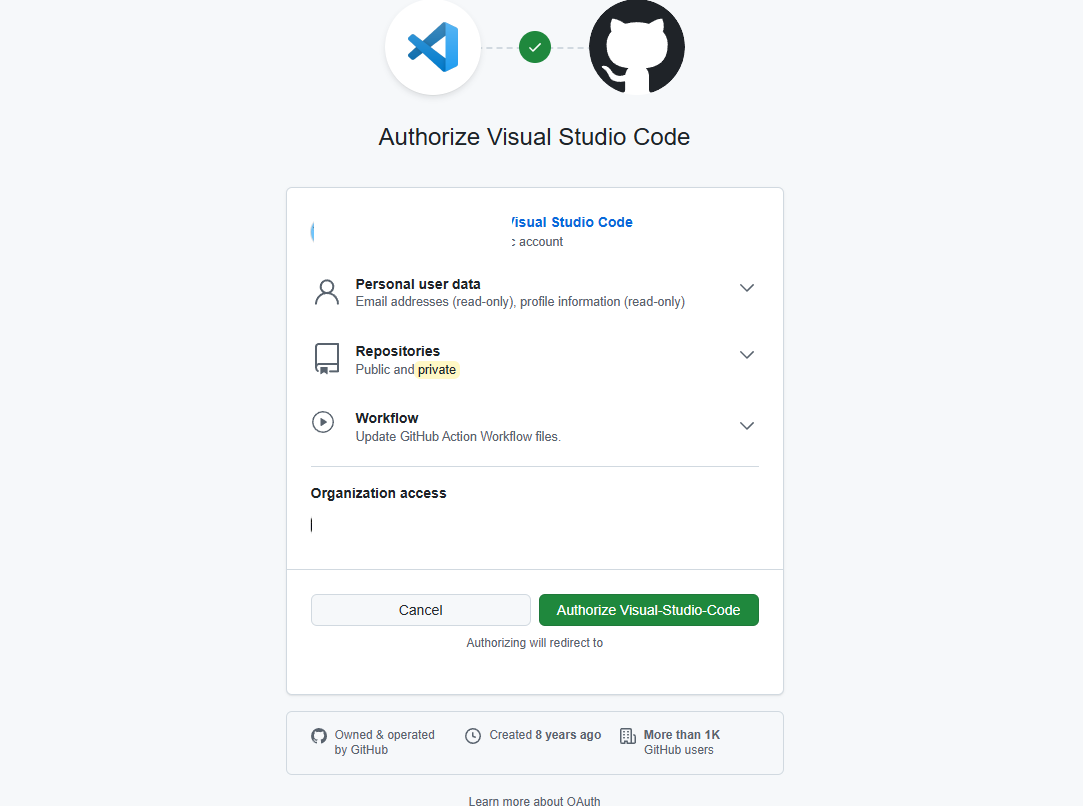 Authorize Visual Studio Code
Visual Studio Code
account
Personal user data
Email addresses (read-only), profile information (read-only)
Repositories
Public and private
Workflow
Update GitHub Action Workflow files.
Organization access
Cancel
Authorize Visual-Studio-Code
Authorizing will redirect to
Owned & operated
by GitHub
Created 8 years ago
More than 1K
GitHub users
Learn more about OAuth